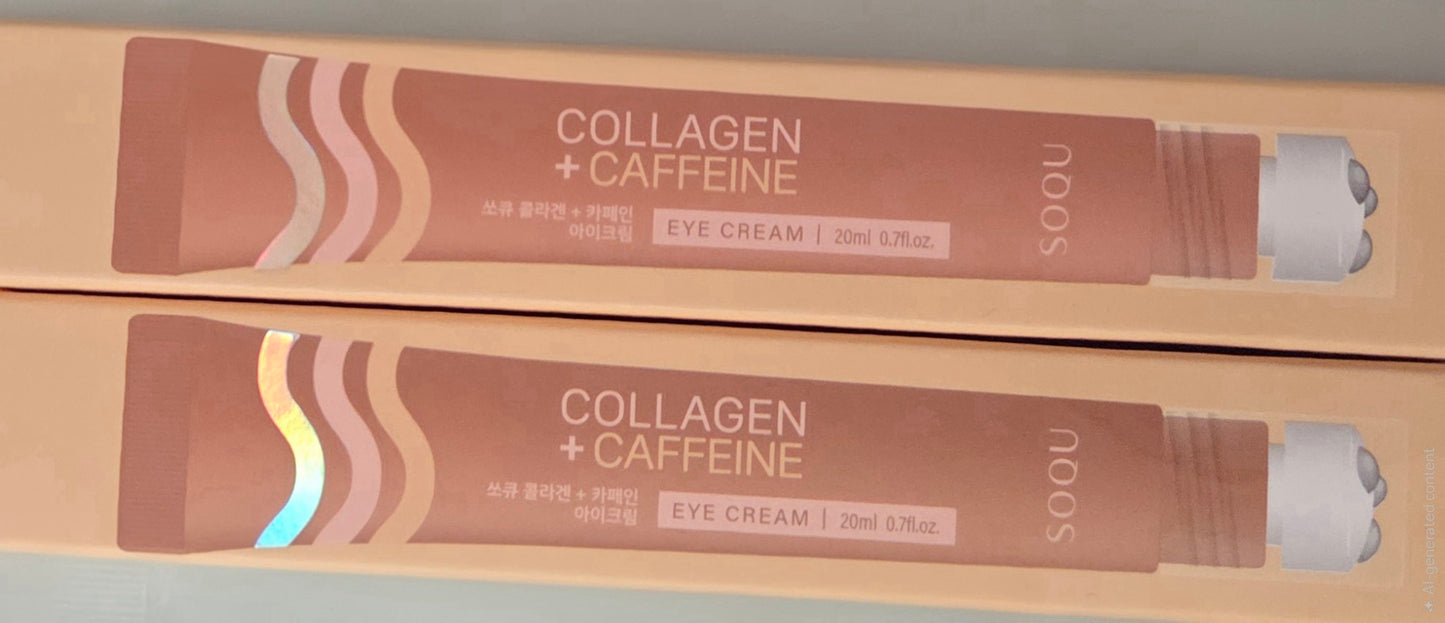 COLLAGEN
+ CAFFEINE
쏘큐 콜라겐 + 카페인
아이크림
EYE CREAM | 20ml 0.7fl.oz.
SOQU
COLLAGEN
+ CAFFEINE
쏘큐 콜라겐 + 카페인
아이크림
EYE CREAM | 20ml 0.7fl.oz.
SOQU
AI-generated content